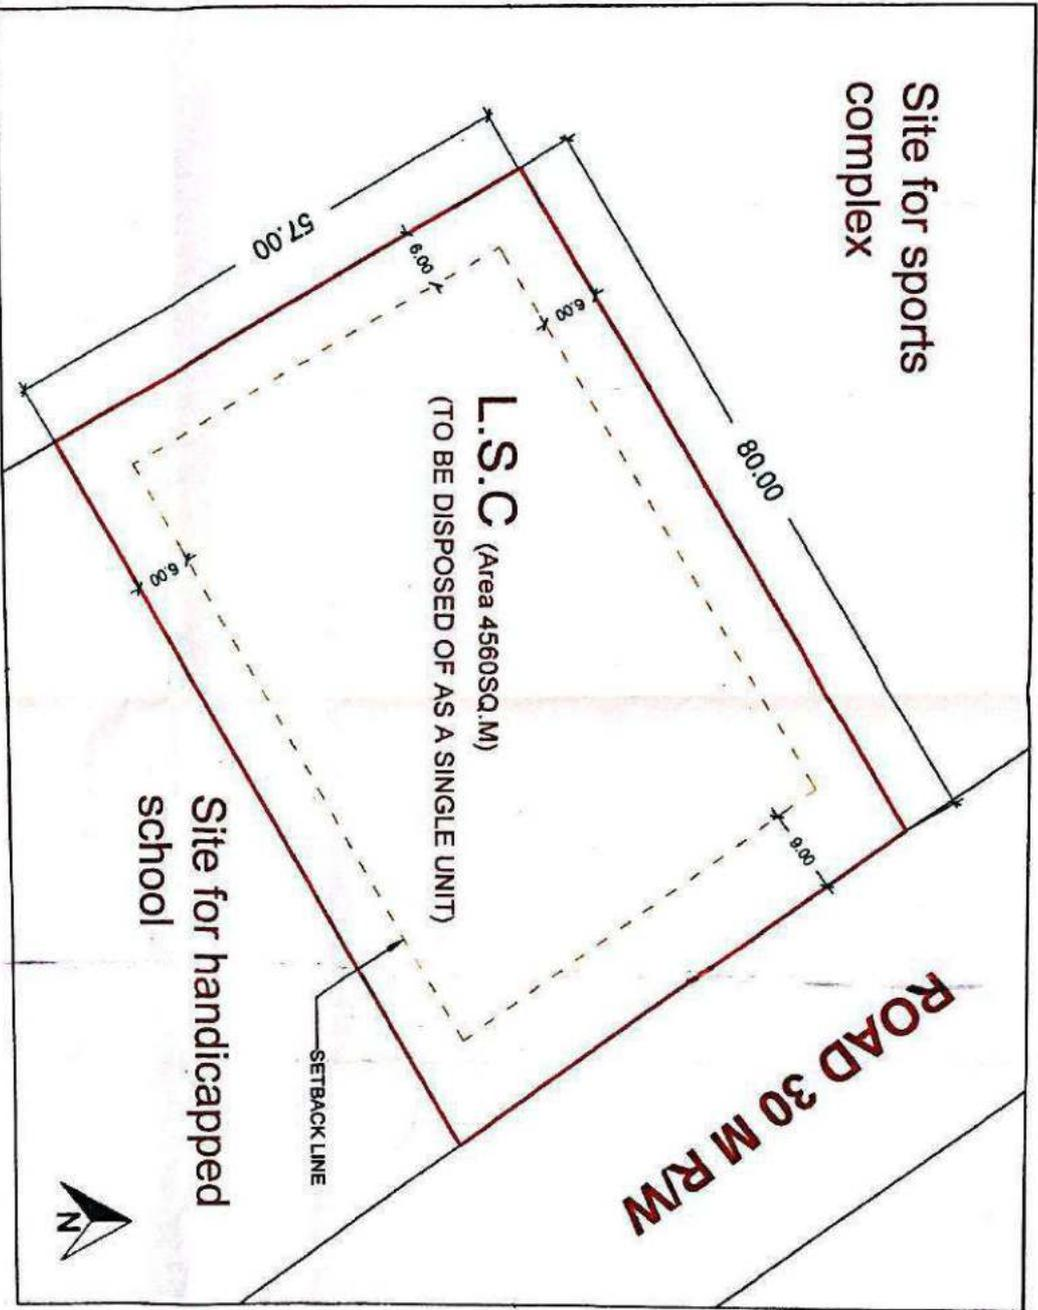 Site for sports
complex
ROAD 30 M R/W
80.00
9.00
6.00
57.00
6.00
L.S.C (Area 4560SQ.M)
(TO BE DISPOSED OF AS A SINGLE UNIT)
6.00
SETBACK LINE
Site for handicapped
school
N